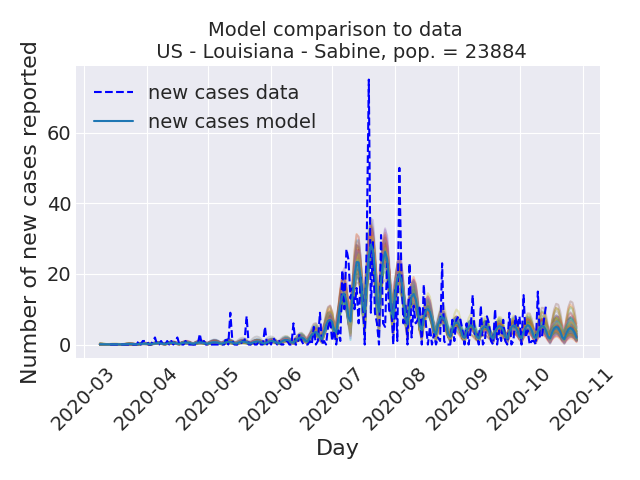 Model comparison to data
US - Louisiana - Sabine, pop. = 23884
new cases data
new cases model
Number of new cases reported
60
40
20
0
2020-03
2020-04
2020-05
2020-06
2020-07
2020-08
2020-09
2020-10
2020-11
Day